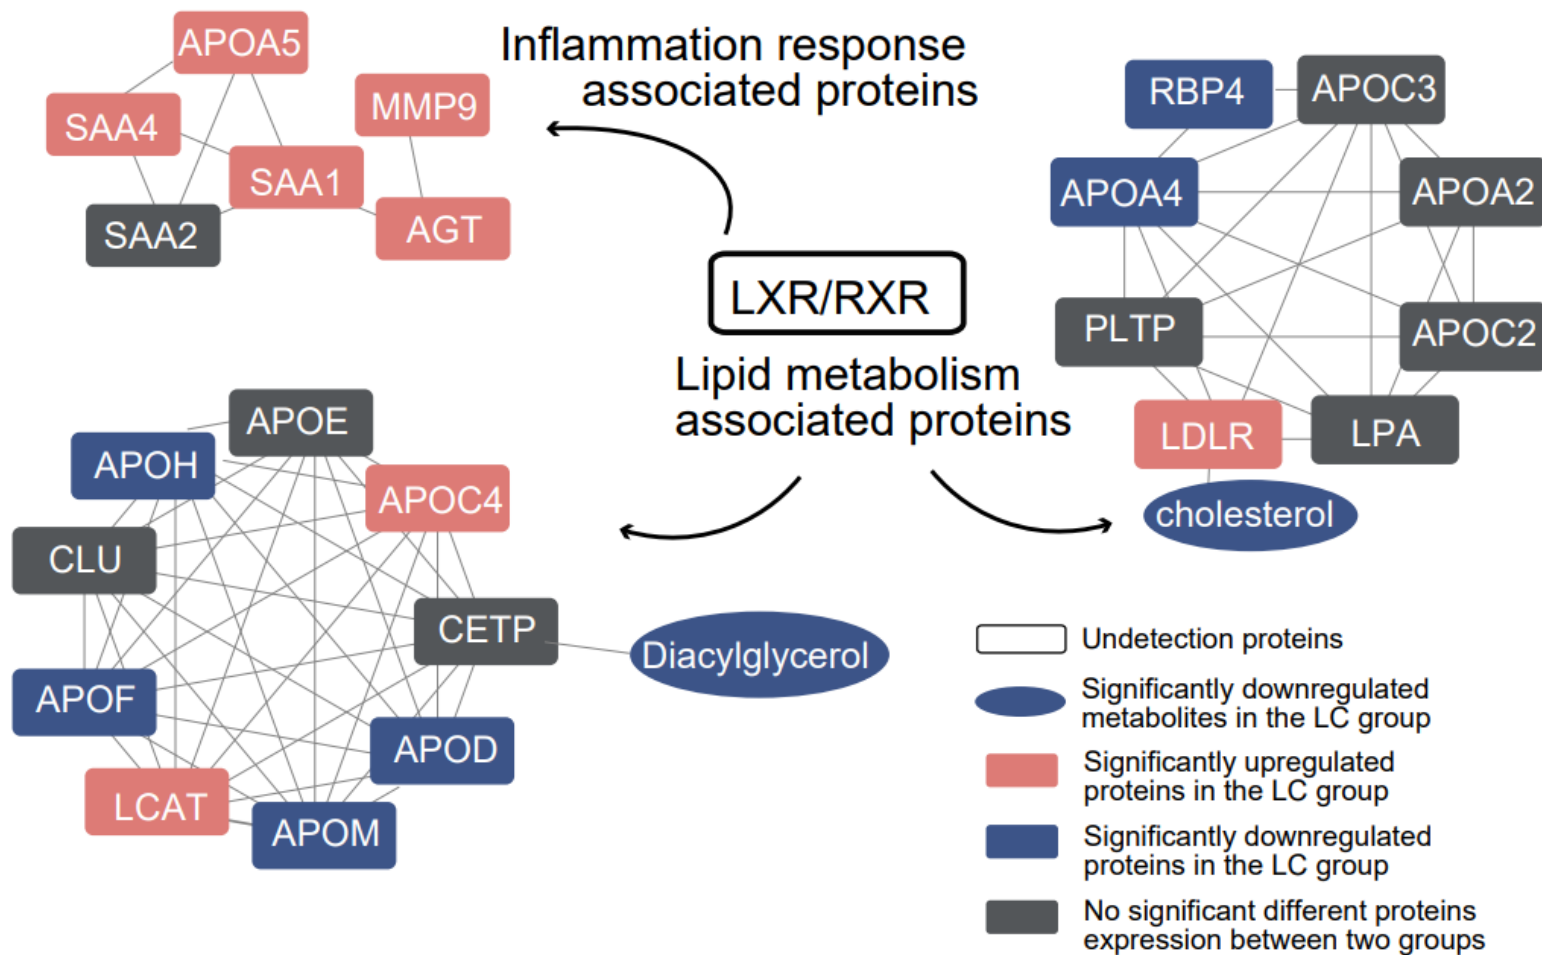 APOA5
SAA4
SAA1
SAA2
MMP9
AGT
Inflammation response
associated proteins
LXR/RXR
Lipid metabolism
associated proteins
RBP4
APOC3
APOA4
APOA2
PLTP
APOC2
LDLR
LPA
cholesterol
APOE
APOH
APOC4
CLU
CETP
Diacylglycerol
APOF
APOD
LCAT
APOM
Undetection proteins
Significantly downregulated
metabolites in the LC group
Significantly upregulated
proteins in the LC group
Significantly downregulated
proteins in the LC group
No significant different proteins
expression between two groups